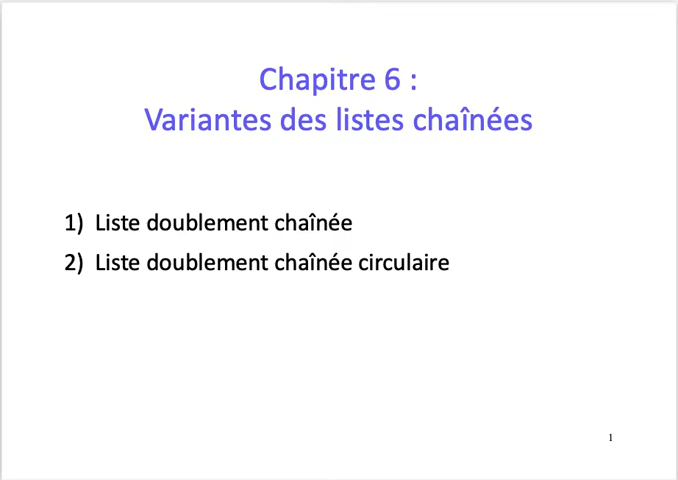 Chapitre 6 :
Variantes des listes chaînées
1) Liste doublement chaînée
2) Liste doublement chaînée circulaire
1